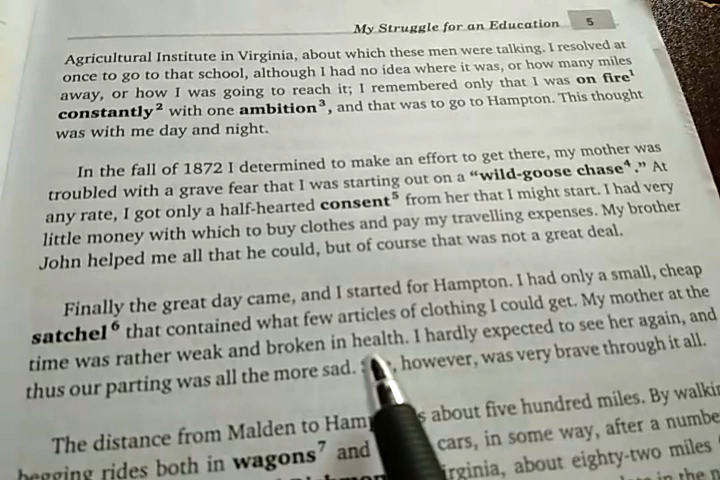 My Struggle for an Education 5
Agricultural Institute in Virginia, about which these men were talking. I resolved at
once to go to that school, although I had no idea where it was, or how many miles
away, or how I was going to reach it; I remembered only that I was on fire¹
constantly² with one ambition³, and that was to go to Hampton. This thought
was with me day and night.
In the fall of 1872 I determined to make an effort to get there, my mother was
troubled with a grave fear that I was starting out on a “wild-goose chase⁴.” At
any rate, I got only a half-hearted consent⁵ from her that I might start. I had very
little money with which to buy clothes and pay my travelling expenses. My brother
John helped me all that he could, but of course that was not a great deal.
Finally the great day came, and I started for Hampton. I had only a small, cheap
satchel⁶ that contained what few articles of clothing I could get. My mother at the
time was rather weak and broken in health. I hardly expected to see her again, and
thus our parting was all the more sad. , however, was very brave through it all.
The distance from Malden to Ham s about five hundred miles. By walki
begging rides both in wagons⁷ and cars, in some way, after a numbe
irginia, about eighty-two miles
in the